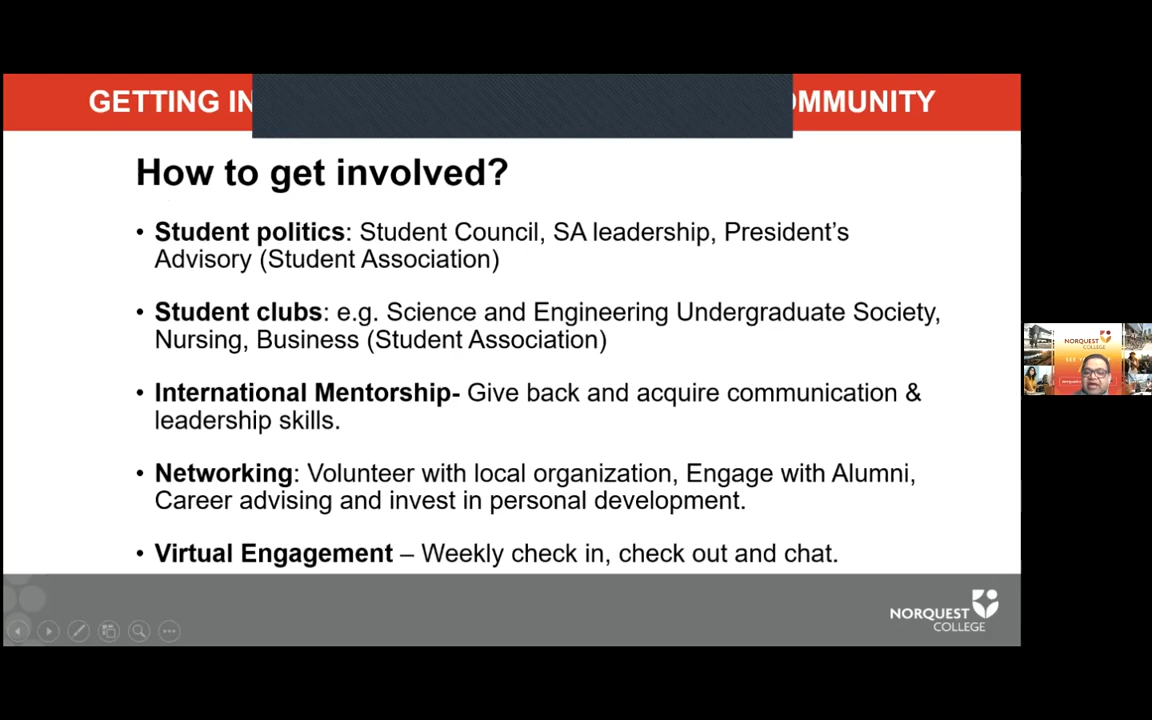 GETTING IN OMMUNITY
How to get involved?
• Student politics: Student Council, SA leadership, President's
Advisory (Student Association)
• Student clubs: e.g. Science and Engineering Undergraduate Society,
Nursing, Business (Student Association)
• International Mentorship- Give back and acquire communication &
leadership skills.
• Networking: Volunteer with local organization, Engage with Alumni,
Career advising and invest in personal development.
• Virtual Engagement – Weekly check in, check out and chat.
NORQUEST
COLLEGE
NORQUEST
COLLEGE